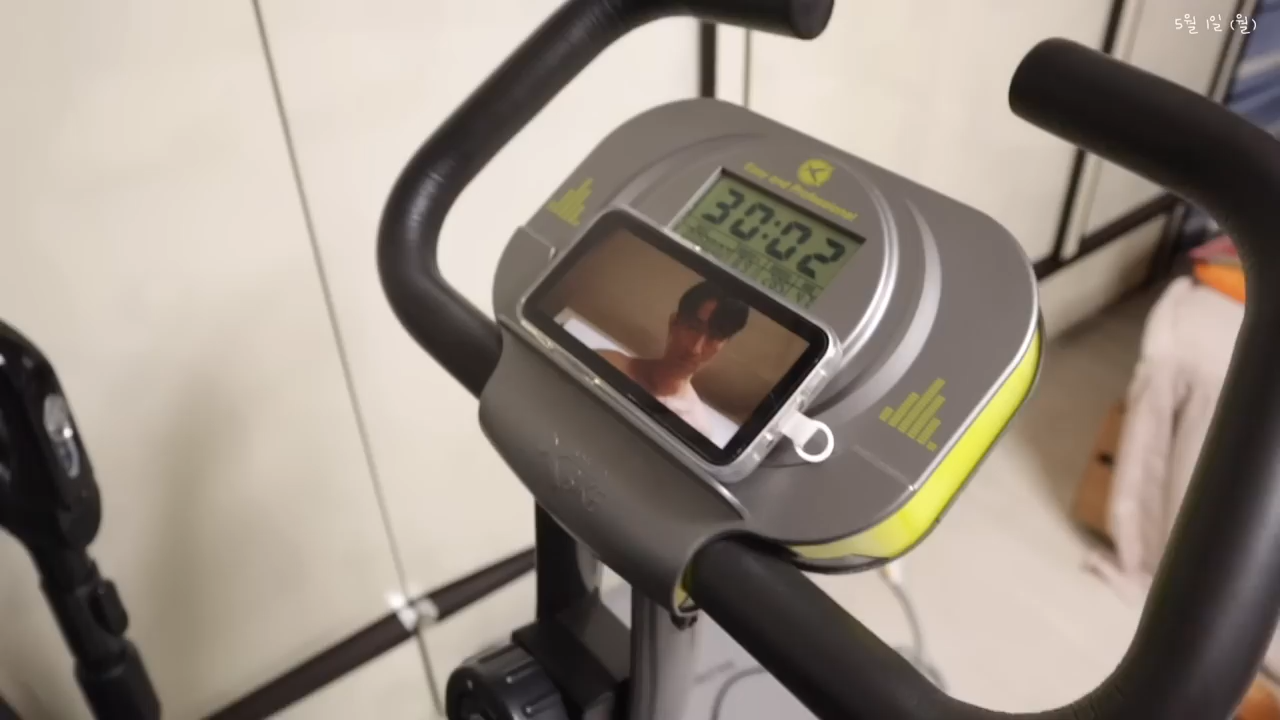 5월 1일 (월)
Easy and Professional
30:02